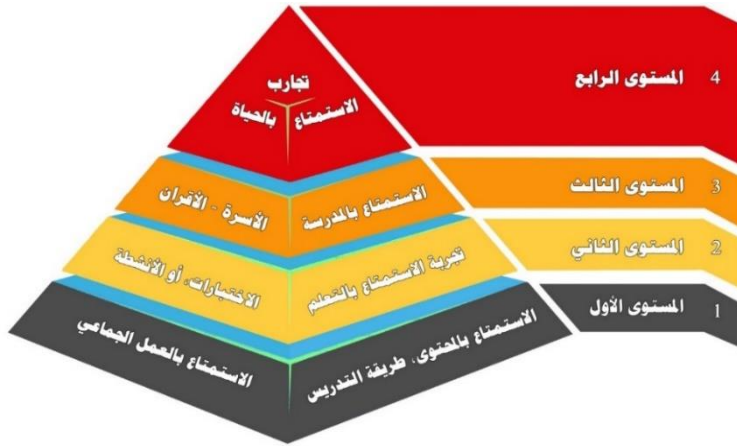 تجارب
الاستمتاع بالحياة
المستوى الرابع 4
الاستمتاع بالمدرسة
الأسرة - الأقران
المستوى الثالث 3
تجربة الاستمتاع بالتعلم
الاختبارات، أو الأنشطة
المستوى الثاني 2
الاستمتاع بالمحتوى، طريقة التدريس
الاستمتاع بالعمل الجماعي
المستوى الأول 1